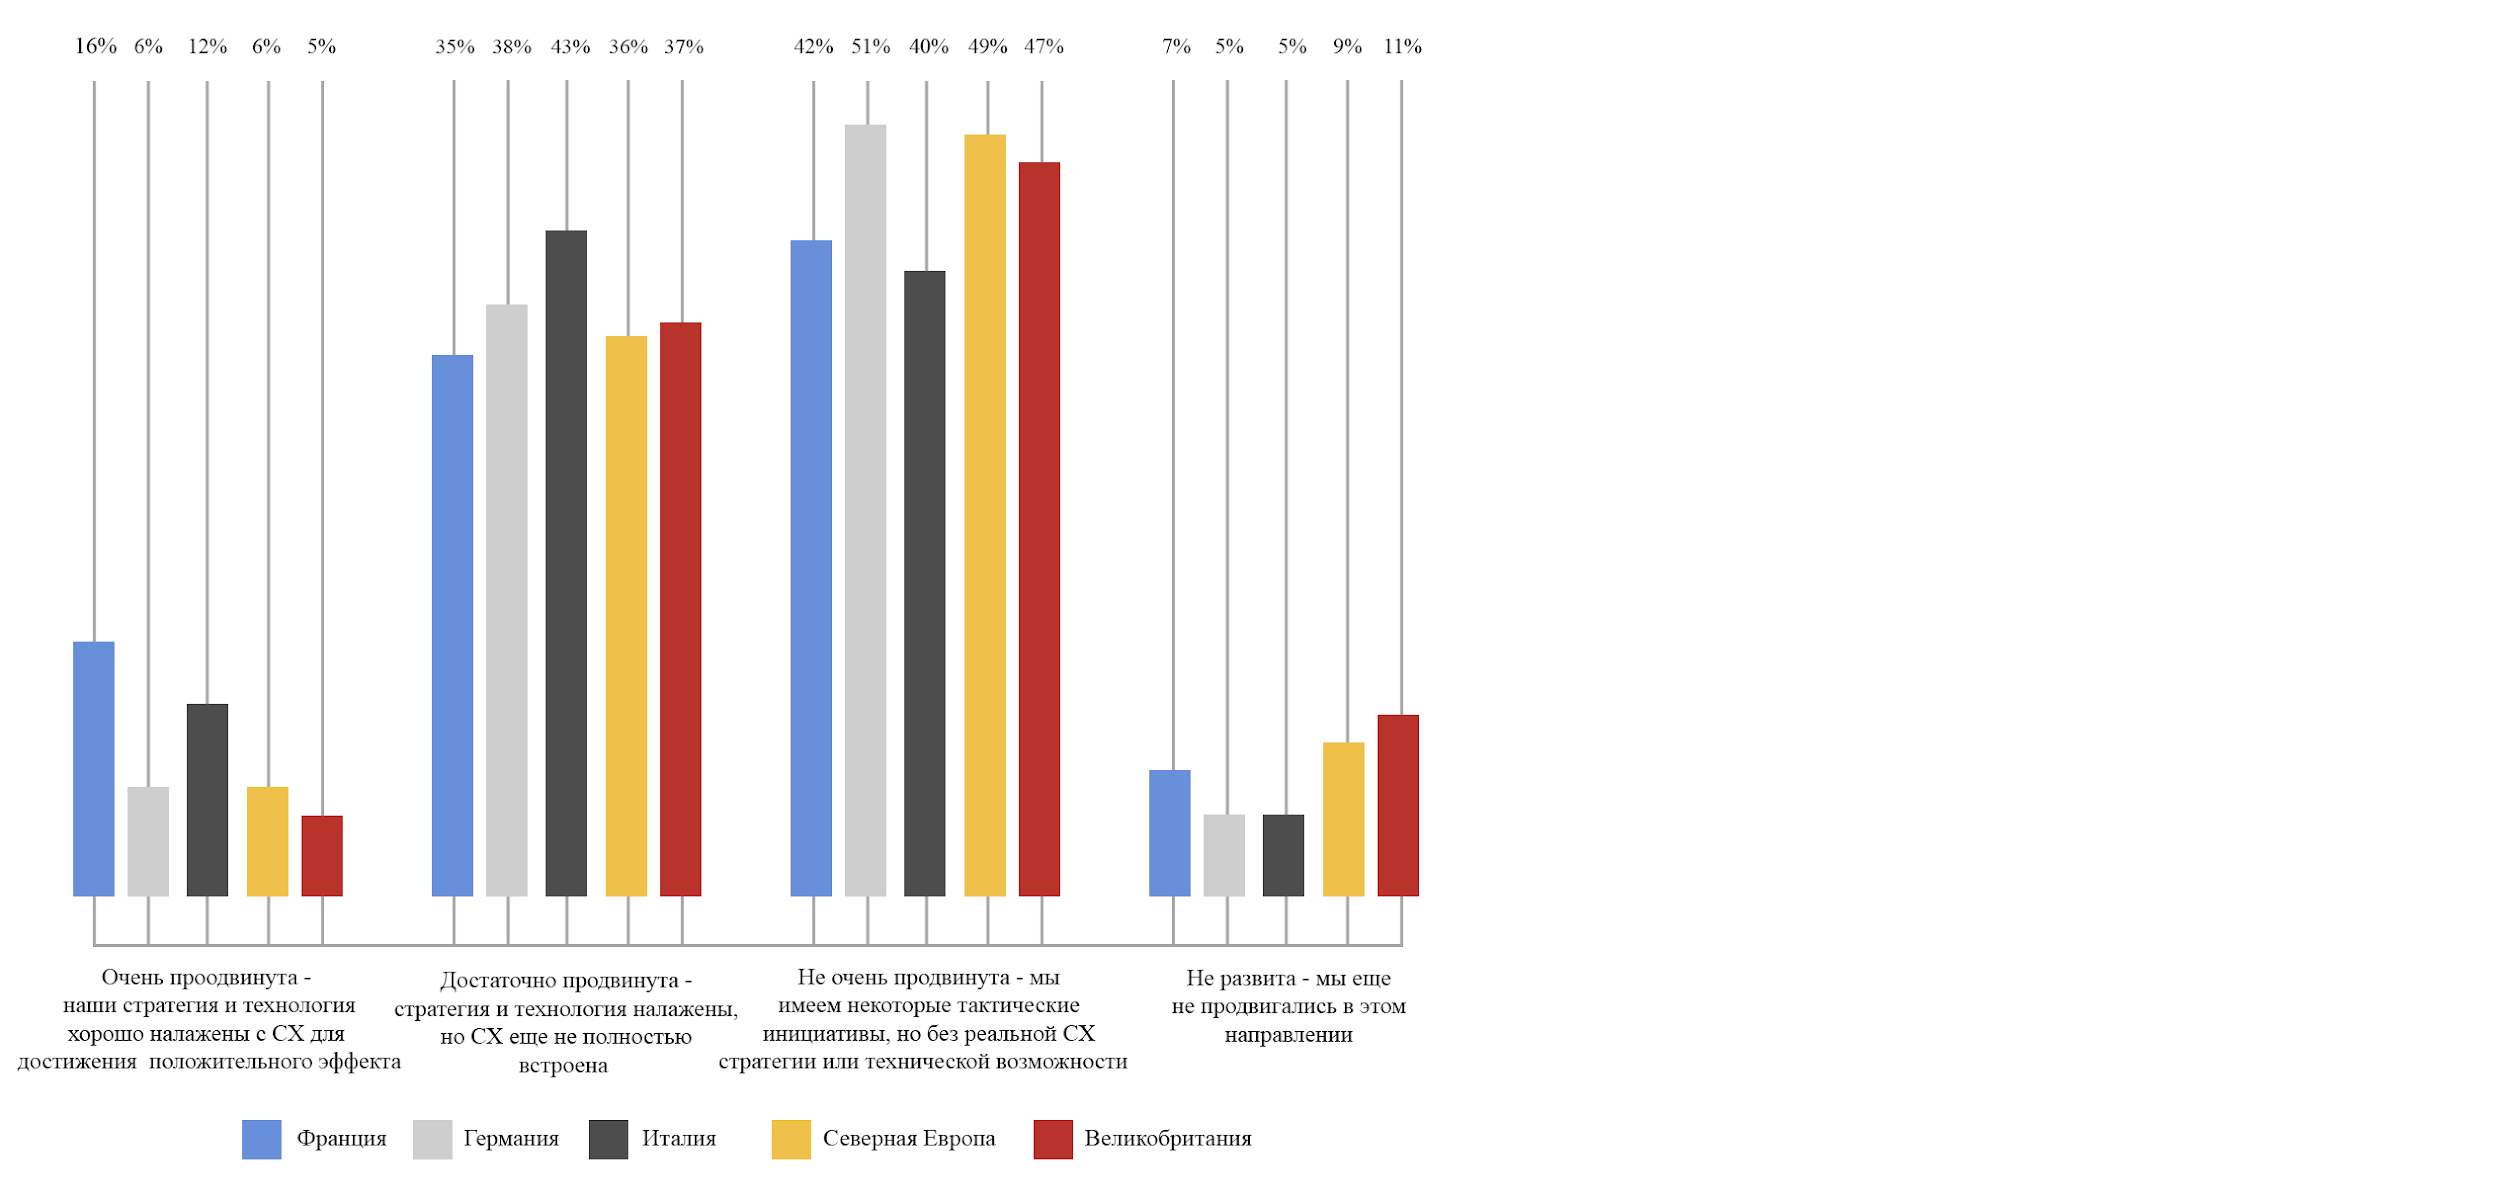 16% 6% 12% 6% 5% 35% 38% 43% 36% 37% 42% 51% 40% 49% 47% 7% 5% 5% 9% 11%
Очень проодвинута -
наши стратегия и технология
хорошо налажены с CX для
достижения положительного эффекта
Достаточно продвинута -
стратегия и технология налажены,
но CX еще не полностью
встроена
Не очень продвинута - мы
имеем некоторые тактические
инициативы, но без реальной CX
стратегии или технической возможности
Не развита - мы еще
не продвигались в этом
направлении
Франция Германия Италия Северная Европа Великобритания